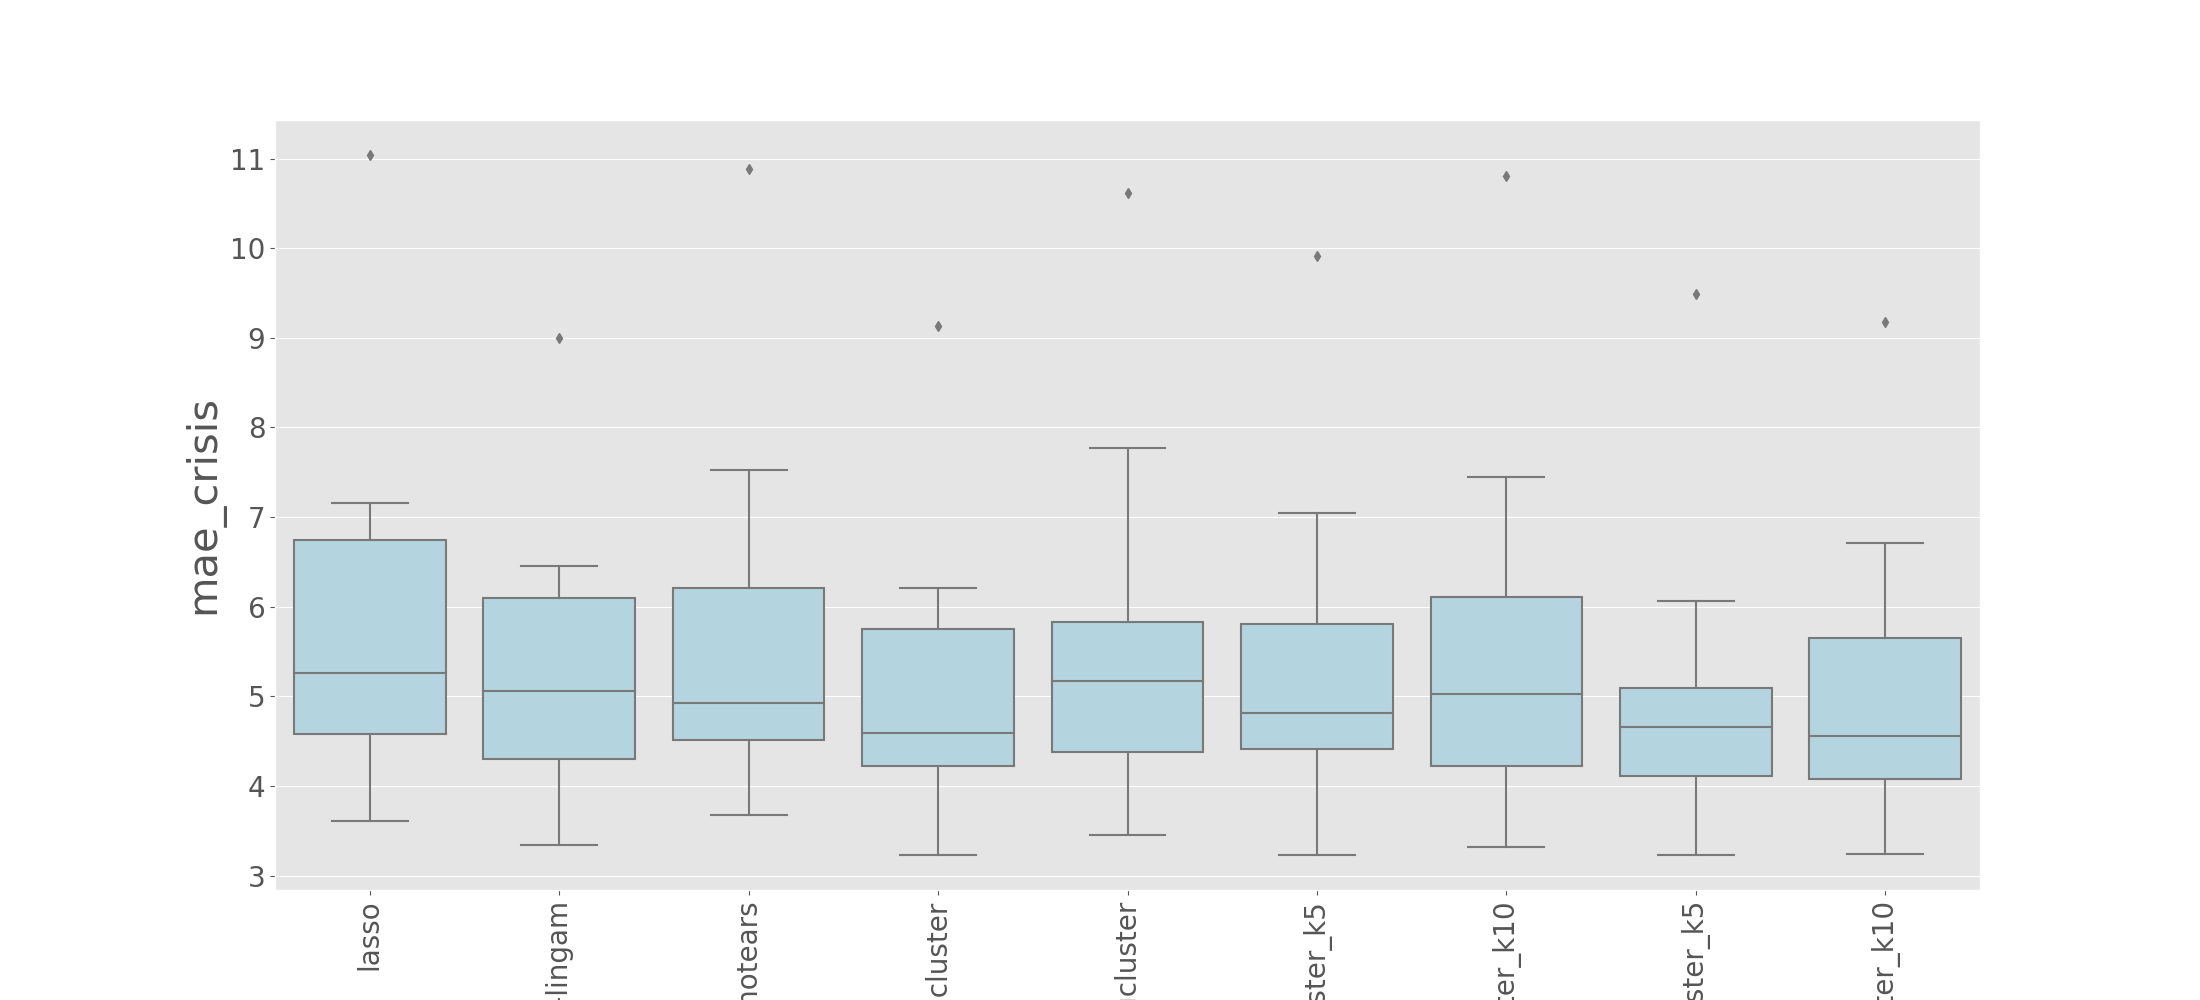 mae_crisis
11
10
9
8
7
6
5
4
3
lasso
-lingam
notears
cluster
cluster
ster_k5
ter_k10
ster_k5
ter_k10